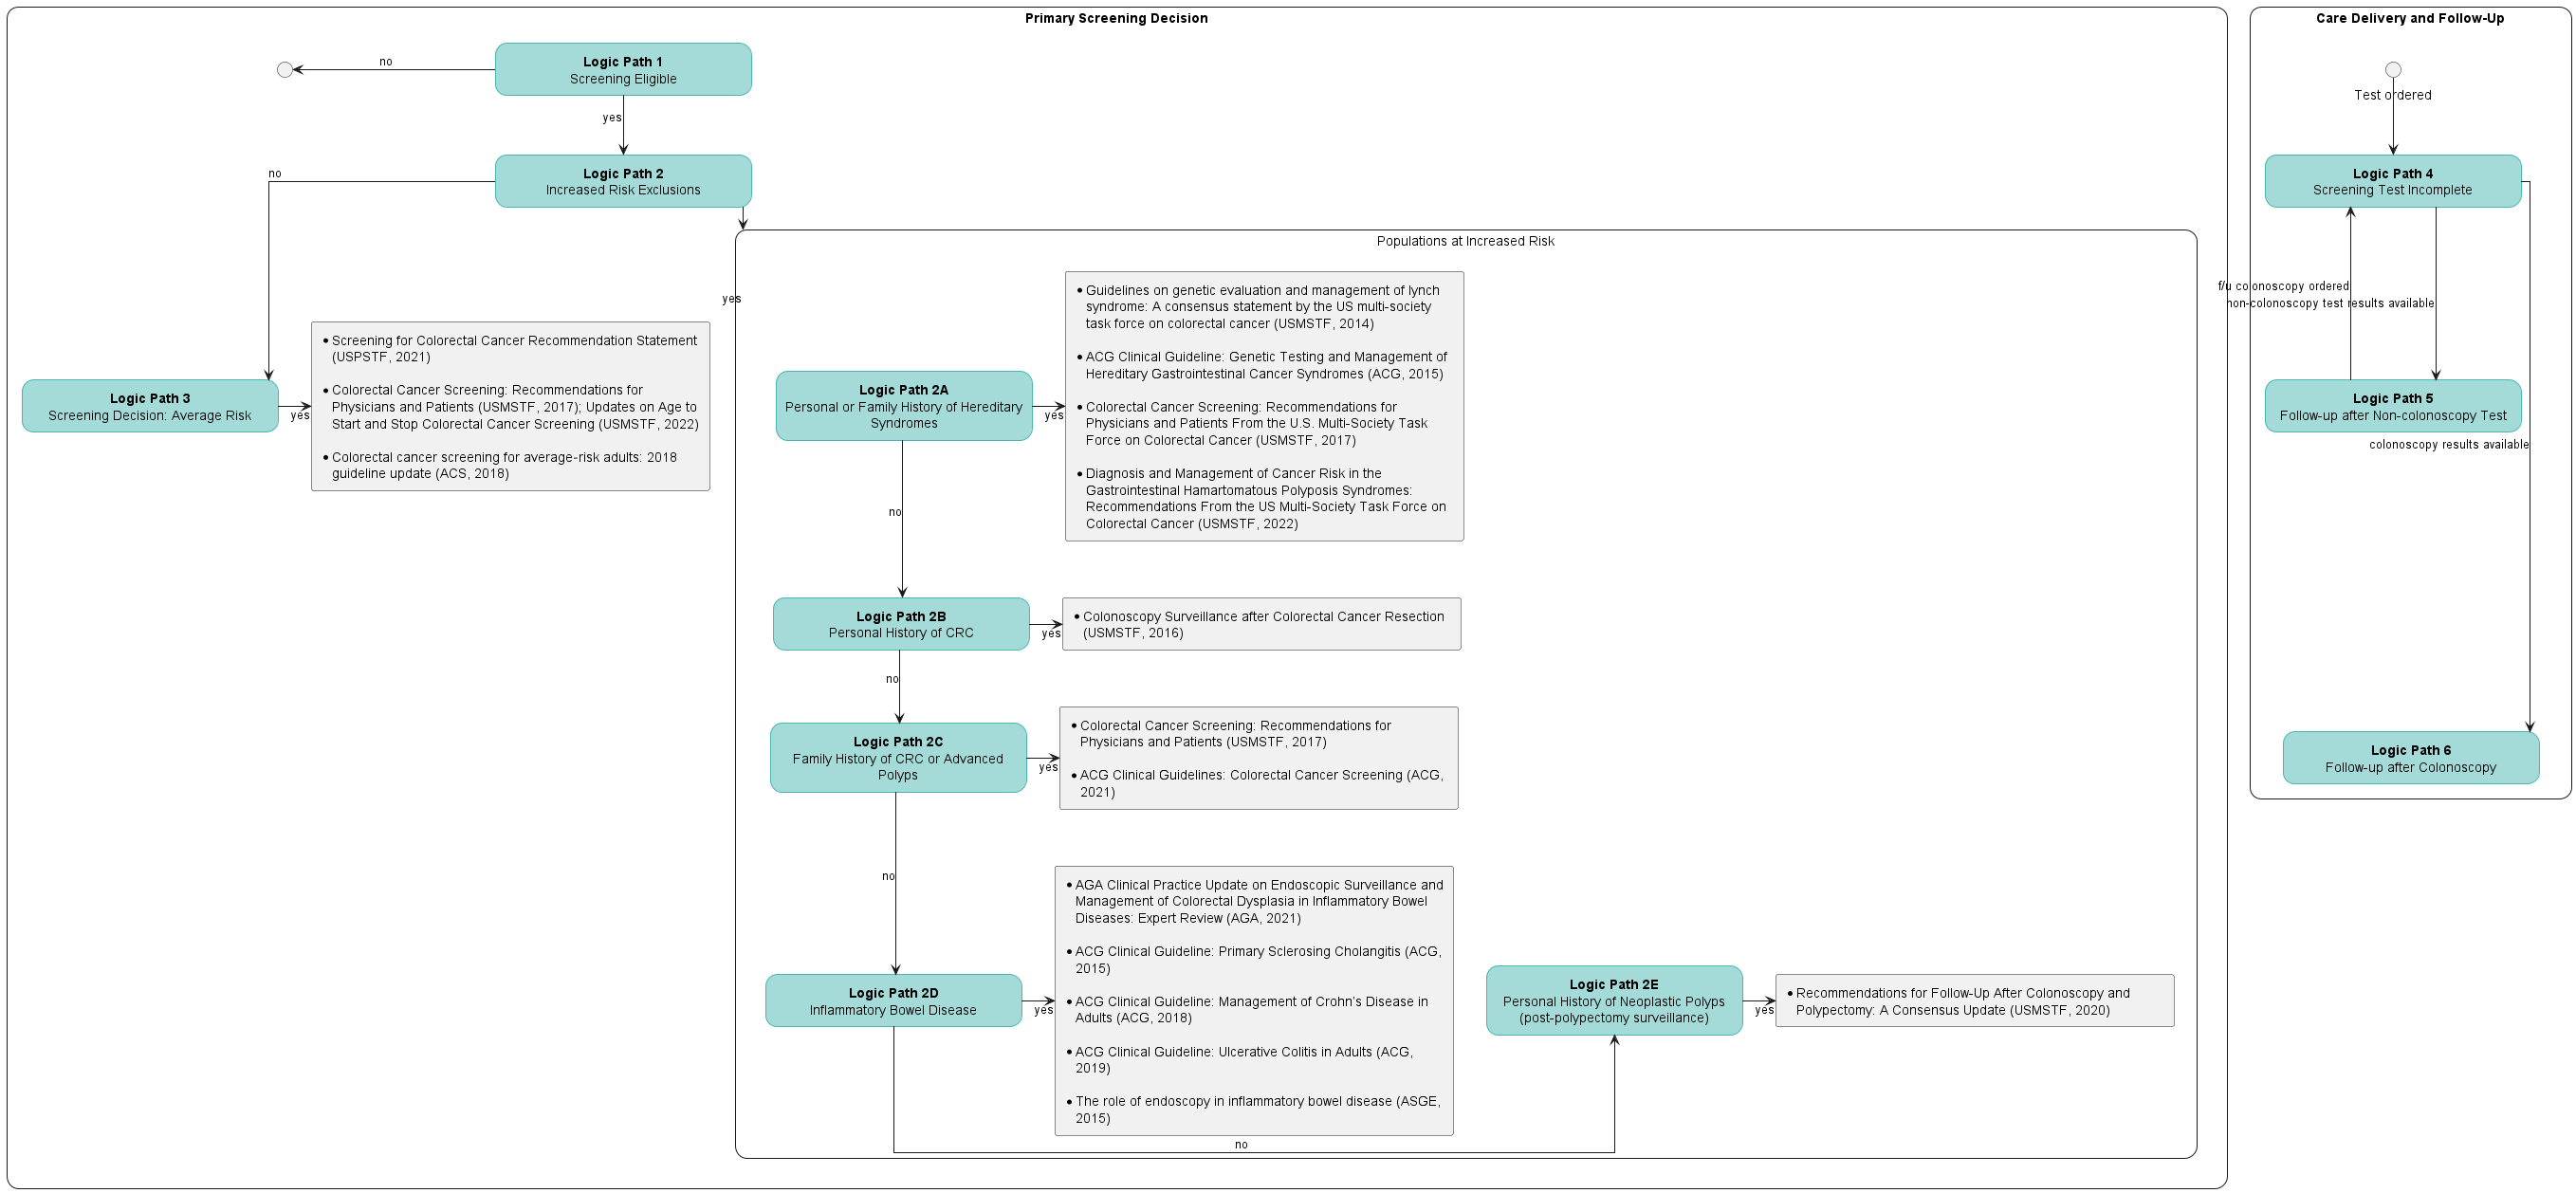 Primary Screening Decision
Logic Path 1
Screening Eligible
no
yes
Logic Path 2
Increased Risk Exclusions
no
yes
Logic Path 3
Screening Decision: Average Risk
yes
• Screening for Colorectal Cancer Recommendation Statement
(USPSTF, 2021)
• Colorectal Cancer Screening: Recommendations for
Physicians and Patients (USMSTF, 2017); Updates on Age to
Start and Stop Colorectal Cancer Screening (USMSTF, 2022)
• Colorectal cancer screening for average-risk adults: 2018
guideline update (ACS, 2018)
Populations at Increased Risk
Logic Path 2A
Personal or Family History of Hereditary
Syndromes
yes
• Guidelines on genetic evaluation and management of lynch
syndrome: A consensus statement by the US multi-society
task force on colorectal cancer (USMSTF, 2014)
• ACG Clinical Guideline: Genetic Testing and Management of
Hereditary Gastrointestinal Cancer Syndromes (ACG, 2015)
• Colorectal Cancer Screening: Recommendations for
Physicians and Patients From the U.S. Multi-Society Task
Force on Colorectal Cancer (USMSTF, 2017)
• Diagnosis and Management of Cancer Risk in the
Gastrointestinal Hamartomatous Polyposis Syndromes:
Recommendations From the US Multi-Society Task Force on
Colorectal Cancer (USMSTF, 2022)
no
Logic Path 2B
Personal History of CRC
yes
• Colonoscopy Surveillance after Colorectal Cancer Resection
(USMSTF, 2016)
no
Logic Path 2C
Family History of CRC or Advanced
Polyps
yes
• Colorectal Cancer Screening: Recommendations for
Physicians and Patients (USMSTF, 2017)
• ACG Clinical Guidelines: Colorectal Cancer Screening (ACG,
2021)
no
Logic Path 2D
Inflammatory Bowel Disease
yes
• AGA Clinical Practice Update on Endoscopic Surveillance and
Management of Colorectal Dysplasia in Inflammatory Bowel
Diseases: Expert Review (AGA, 2021)
• ACG Clinical Guideline: Primary Sclerosing Cholangitis (ACG,
2015)
• ACG Clinical Guideline: Management of Crohn's Disease in
Adults (ACG, 2018)
• ACG Clinical Guideline: Ulcerative Colitis in Adults (ACG,
2019)
• The role of endoscopy in inflammatory bowel disease (ASGE,
2015)
no
Logic Path 2E
Personal History of Neoplastic Polyps
(post-polypectomy surveillance)
yes
• Recommendations for Follow-Up After Colonoscopy and
Polypectomy: A Consensus Update (USMSTF, 2020)
Care Delivery and Follow-Up
Test ordered
Logic Path 4
Screening Test Incomplete
f/u colonoscopy ordered
non-colonoscopy test results available
Logic Path 5
Follow-up after Non-colonoscopy Test
colonoscopy results available
Logic Path 6
Follow-up after Colonoscopy